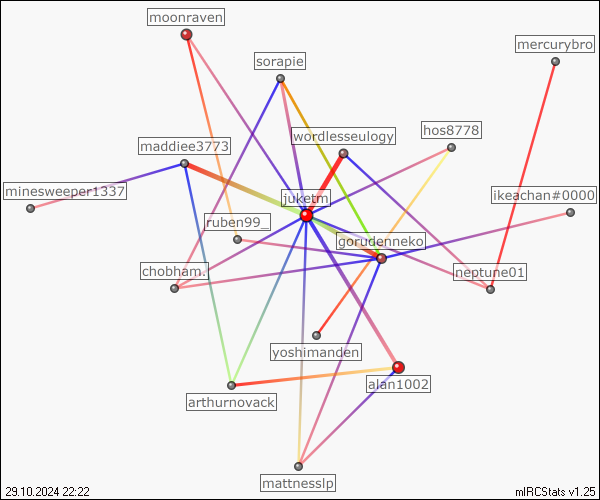 moonraven
mercurybro
sorapie
hos8778
wordlesseulogy
maddiee3773
minesweeper1337
ikeachan#0000
juketm.
ruben99_
goudenneko
chobham.
neptune01
yoshimanden
alan1002
arthurnovack
mattnesslp
29.10.2024 22:22
mIRCStats v1.25